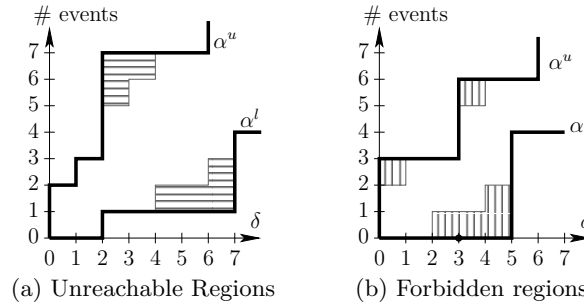 # events
α^u
7
6
5
4
3
2
1
0
α^l
δ
0 1 2 3 4 5 6 7
(a) Unreachable Regions
# events
α^u
7
6
5
4
3
2
1
0
α
0 1 2 3 4 5 6 7
(b) Forbidden regions